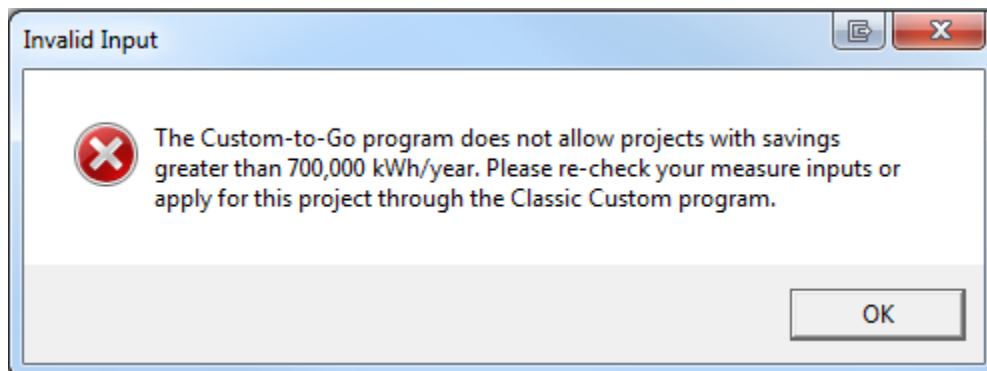 Invalid Input
The Custom-to-Go program does not allow projects with savings
greater than 700,000 kWh/year. Please re-check your measure inputs or
apply for this project through the Classic Custom program.
OK